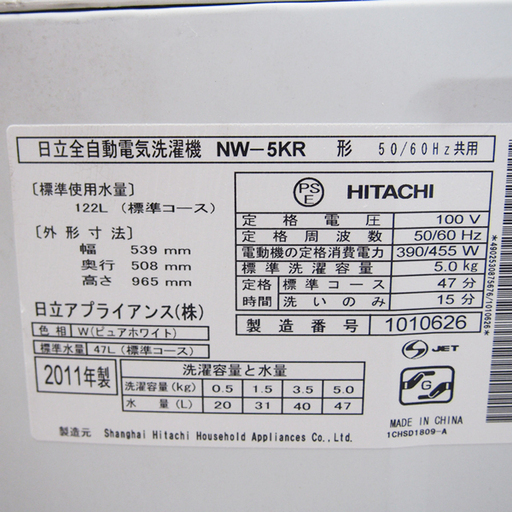 日立全自動電気洗濯機 NW-5KR 形 50/60Hz共用
〔標準使用水量〕
122L (標準コース)
〔外形寸法〕
幅 539 mm
奥行 508 mm
高さ 965 mm
日立アプライアンス(株)
色相 W(ピュアホワイト)
標準水量 47L (標準コース)
PS
E
HITACHI
定格電圧 100 V
定格周波数 50/60 Hz
電動機の定格消費電力 390/455 W
標準洗濯容量 5.0 kg
定格時間 標準コース 47分
洗いのみ 15分
製造番号 1010626
*4902530875676/1010626*
2011年製
洗濯容量と水量
洗濯容量(kg) 0.5 1.5 3.5 5.0
水量(L) 20 31 40 47
S JET
G
MADE IN CHINA
1CHSD1809-A
製造元 Shanghai Hitachi Household Appliances Co.,Ltd.